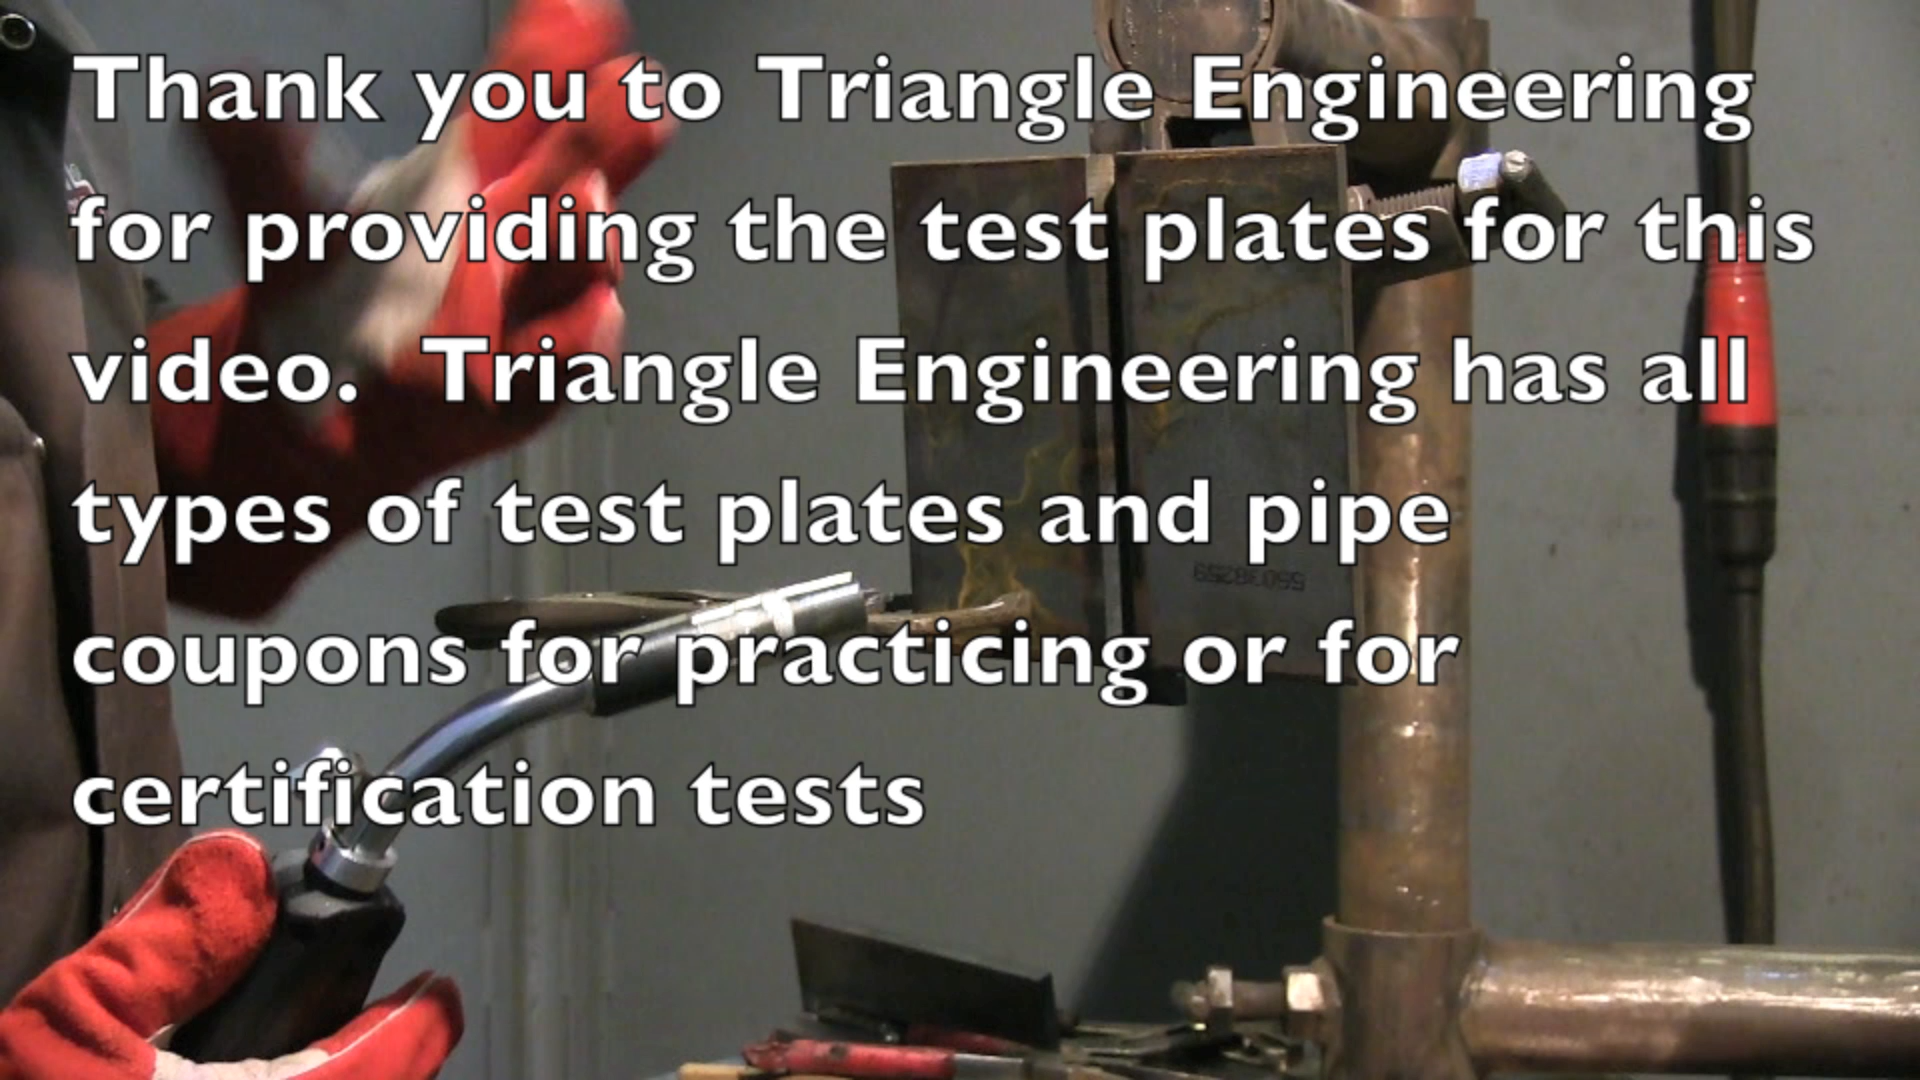 Thank you to Triangle Engineering
for providing the test plates for this
video.  Triangle Engineering has all
types of test plates and pipe
coupons for practicing or for
certification tests